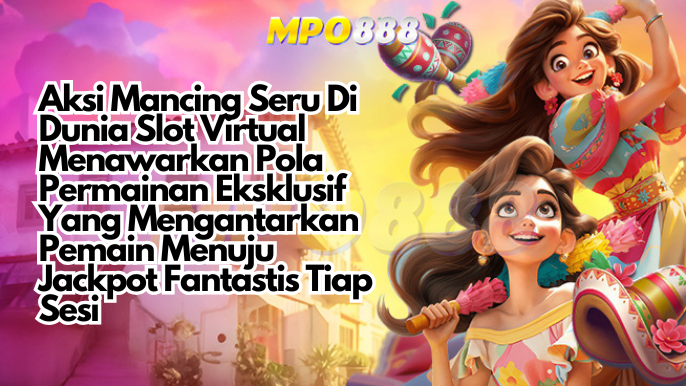 MPO888
Aksi Mancing Seru Di
Dunia Slot Virtual
Menawarkan Pola
Permainan Eksklusif
Yang Mengantarkan
Pemain Menuju
Jackpot Fantastis Tiap
Sesi